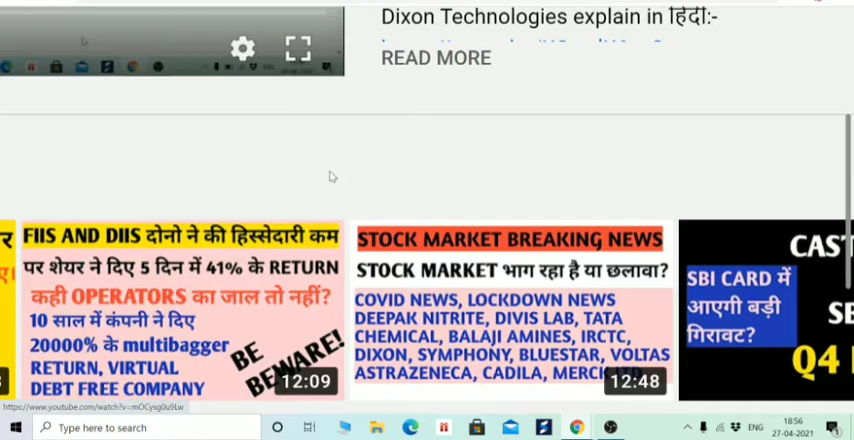 Dixon Technologies explain in हिंदी:-
READ MORE
FIIS AND DIIS दोनो ने की हिस्सेदारी कम
पर शेयर ने दिए 5 दिन में 41% के RETURN
कही OPERATORS का जाल तो नहीं?
10 साल में कंपनी ने दिए
20000% के multibagger
RETURN, VIRTUAL
DEBT FREE COMPANY
BE
BEWARE!
12:09
STOCK MARKET BREAKING NEWS
STOCK MARKET भाग रहा है या छलावा?
COVID NEWS, LOCKDOWN NEWS
DEEPAK NITRITE, DIVIS LAB, TATA
CHEMICAL, BALAJI AMINES, IRCTC,
DIXON, SYMPHONY, BLUESTAR, VOLTAS
ASTRAZENECA, CADILA, MERCK LTD
12:48
SBI CARD में
आएगी बड़ी
गिरावट?
CAST
SB
Q4
https://www.youtube.com/watch?v=mOCysg0u9Lw
Type here to search
ENG
18:56
27-04-2021